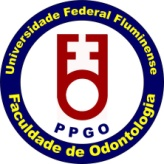 Universidade Federal Fluminense
PPGO
Faculdade de Odontologia